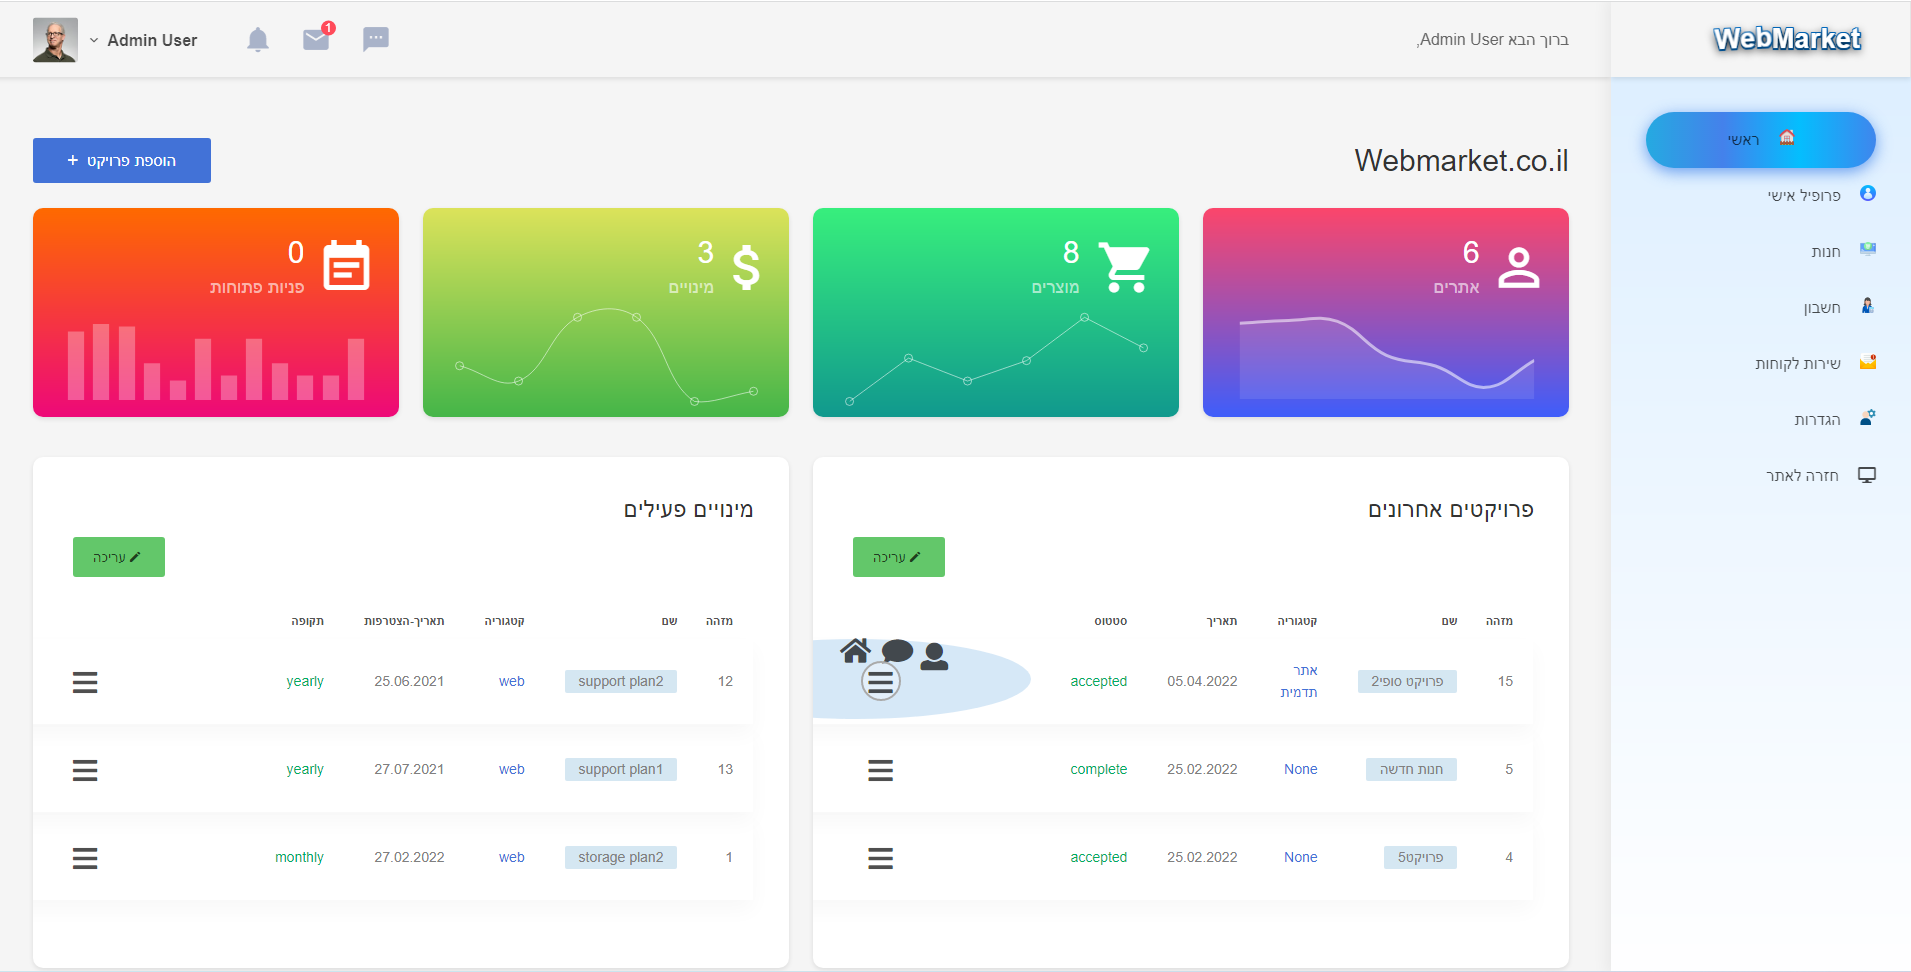 WebMarket
ברוך הבא Admin User,
Admin User
1
ראשי
פרופיל אישי
חנות
חשבון
שירות לקוחות
הגדרות
חזרה לאתר
Webmarket.co.il
הוספת פרויקט +
6
אתרים
8
מוצרים
3
מינויים
0
פניות פתוחות
פרויקטים אחרונים
עריכה
מזהה שם קטגוריה תאריך סטטוס
15 פרויקט סופי2 אתר תדמית 05.04.2022 accepted
5 חנות חדשה None 25.02.2022 complete
4 פרויקט5 None 25.02.2022 accepted
מינויים פעילים
עריכה
מזהה שם קטגוריה תאריך-הצטרפות תקופה
12 support plan2 web 25.06.2021 yearly
13 support plan1 web 27.07.2021 yearly
1 storage plan2 web 27.02.2022 monthly